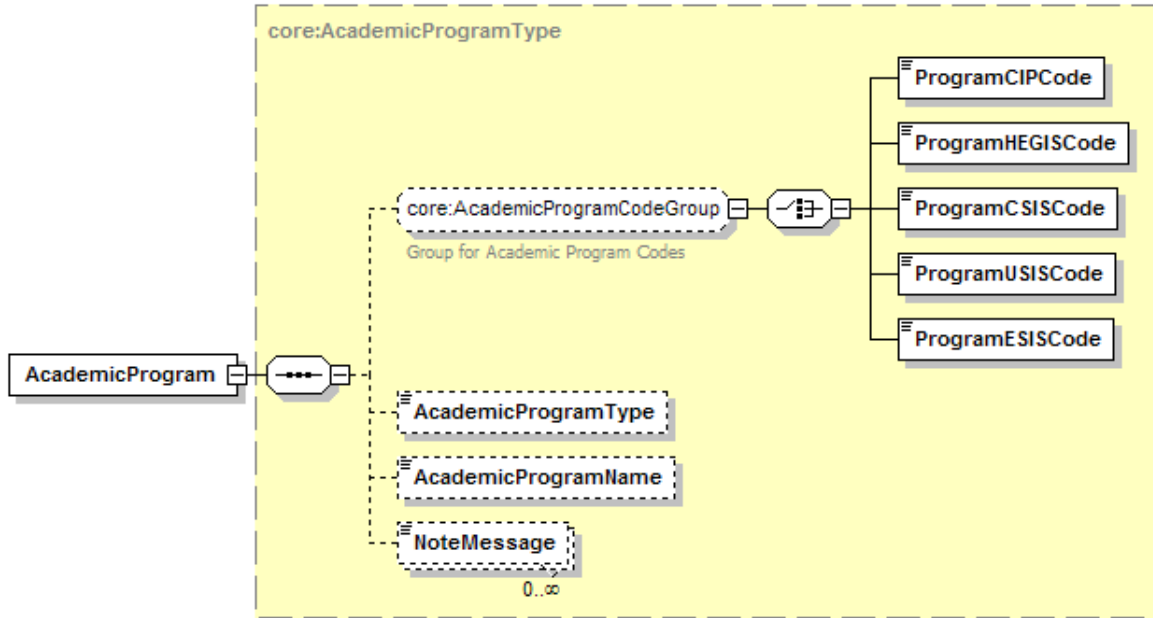 core:AcademicProgramType
ProgramCIPCode
ProgramHEGISCode
core:AcademicProgramCodeGroup
ProgramCSISCode
Group for Academic Program Codes
ProgramUSISCode
ProgramESISCode
AcademicProgram
AcademicProgramType
AcademicProgramName
NoteMessage
0..∞